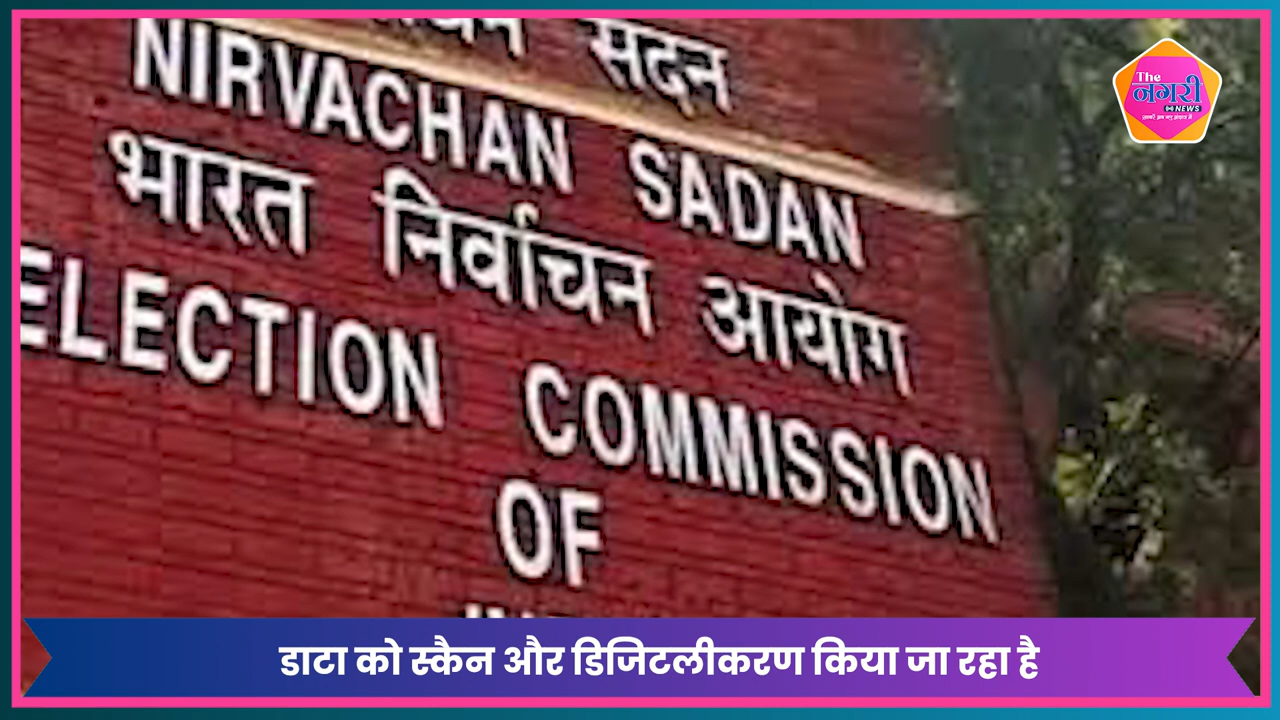 सदन
NIRVACHAN SADAN
भारत निर्वाचन आयोग
ELECTION COMMISSION
OF
The
नगरी
NEWS
डाटा को स्कैन और डिजिटलीकरण किया जा रहा है